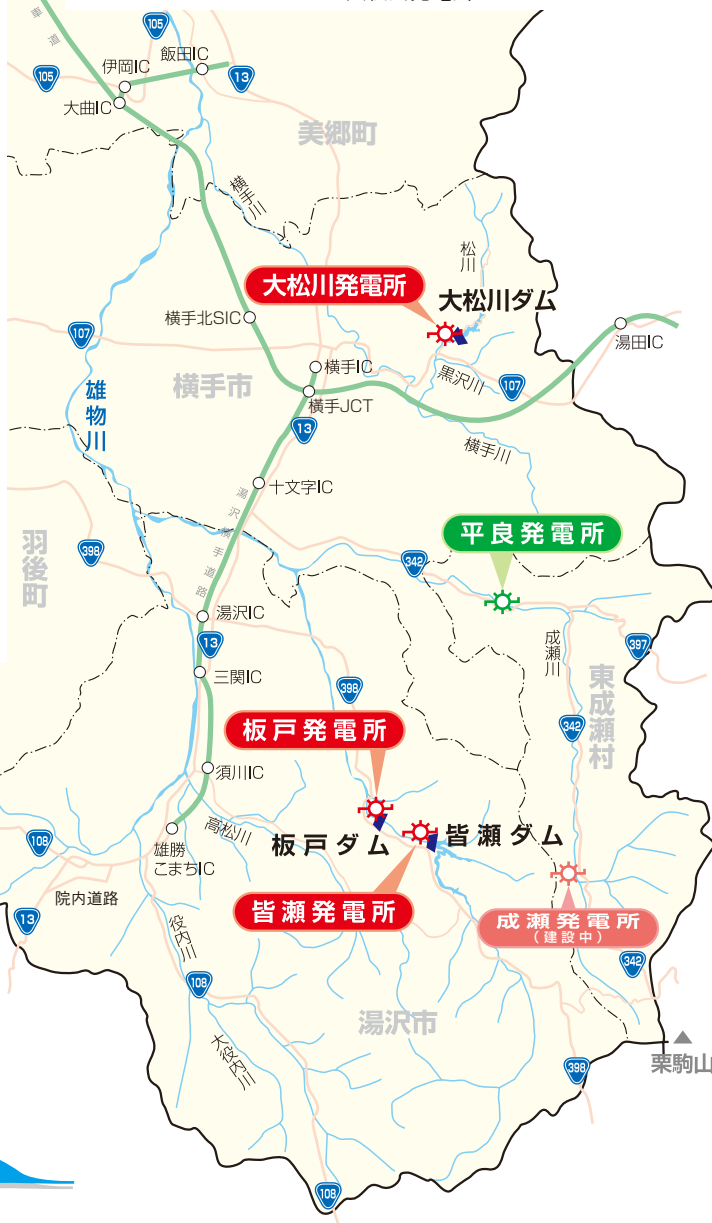 車道
105
飯田IC
伊岡IC
105
13
大曲IC
美郷町
横手川
松川
大松川発電所
大松川ダム
横手北SIC
107
湯田IC
横手IC
黒沢川
横手市
107
雄物川
横手JCT
13
横手川
十文字IC
湯沢横手道路
平良発電所
羽後町
398
342
湯沢IC
成瀬川
13
397
三関IC
398
東成瀬村
板戸発電所
342
須川IC
高松川
板戸ダム
皆瀬ダム
108
雄勝
こまちIC
院内道路
皆瀬発電所
成瀬発電所
(建設中)
13
役内川
342
108
湯沢市
大役内川
栗駒山
398
108